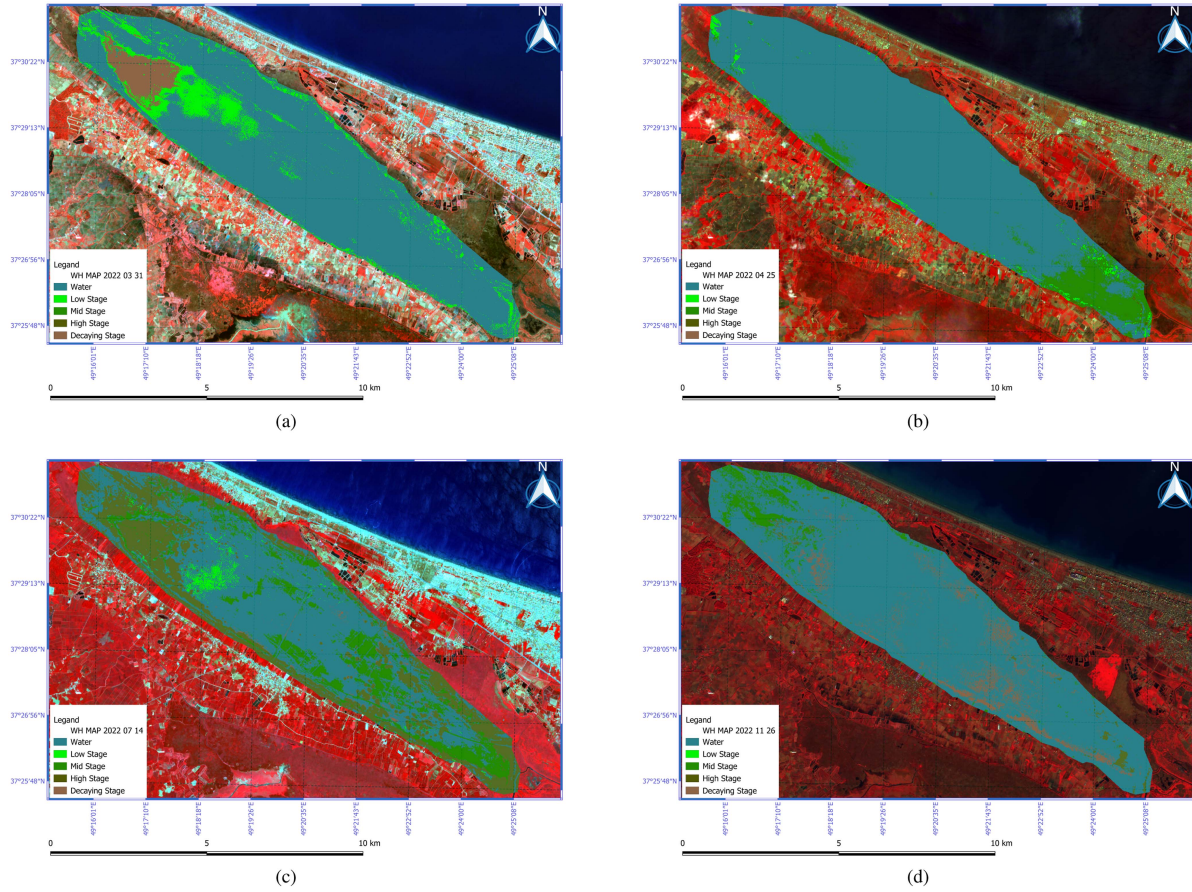 N
37°30'22"N
37°29'13"N
37°28'05"N
37°26'56"N
37°25'48"N
Legand
WH MAP 2022 03 31
Water
Low Stage
Mid Stage
High Stage
Decaying Stage
49°16'01"E
49°17'10"E
49°18'18"E
49°19'26"E
49°20'35"E
49°21'43"E
49°22'52"E
49°24'00"E
49°25'08"E
0 5 10 km
(a)
N
37°30'22"N
37°29'13"N
37°28'05"N
37°26'56"N
37°25'48"N
Legand
WH MAP 2022 04 25
Water
Low Stage
Mid Stage
High Stage
Decaying Stage
49°16'01"E
49°17'10"E
49°18'18"E
49°19'26"E
49°20'35"E
49°21'43"E
49°22'52"E
49°24'00"E
49°25'08"E
0 5 10 km
(b)
N
37°30'22"N
37°29'13"N
37°28'05"N
37°26'56"N
37°25'48"N
Legand
WH MAP 2022 07 14
Water
Low Stage
Mid Stage
High Stage
Decaying Stage
49°16'01"E
49°17'10"E
49°18'18"E
49°19'26"E
49°20'35"E
49°21'43"E
49°22'52"E
49°24'00"E
49°25'08"E
0 5 10 km
(c)
N
37°30'22"N
37°29'13"N
37°28'05"N
37°26'56"N
37°25'48"N
Legand
WH MAP 2022 11 26
Water
Low Stage
Mid Stage
High Stage
Decaying Stage
49°16'01"E
49°17'10"E
49°18'18"E
49°19'26"E
49°20'35"E
49°21'43"E
49°22'52"E
49°24'00"E
49°25'08"E
0 5 10 km
(d)